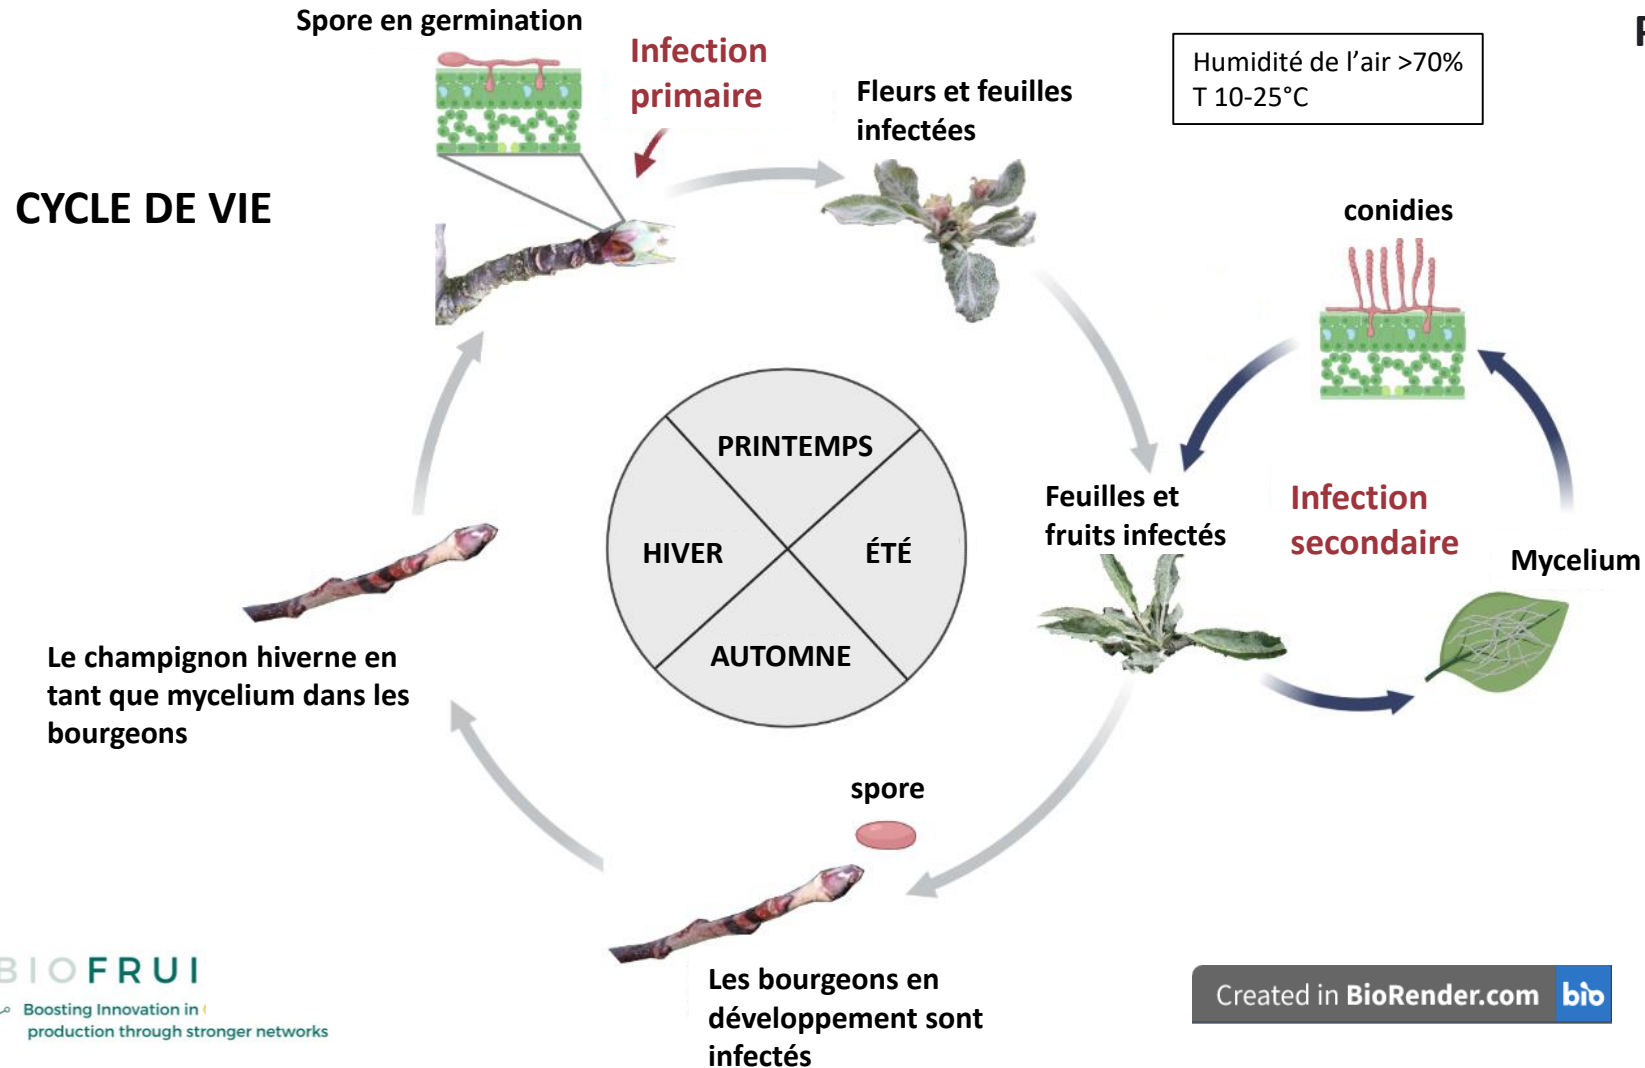 Spore en germination
Infection
primaire
Fleurs et feuilles
infectées
Humidité de l'air >70%
T 10-25°C
CYCLE DE VIE
conidies
PRINTEMPS
HIVER
ÉTÉ
AUTOMNE
Feuilles et
fruits infectés
Infection
secondaire
Mycelium
Le champignon hiverne en
tant que mycelium dans les
bourgeons
spore
Les bourgeons en
développement sont
infectés
BIOFRUI
Boosting Innovation in
production through stronger networks
Created in BioRender.com bio